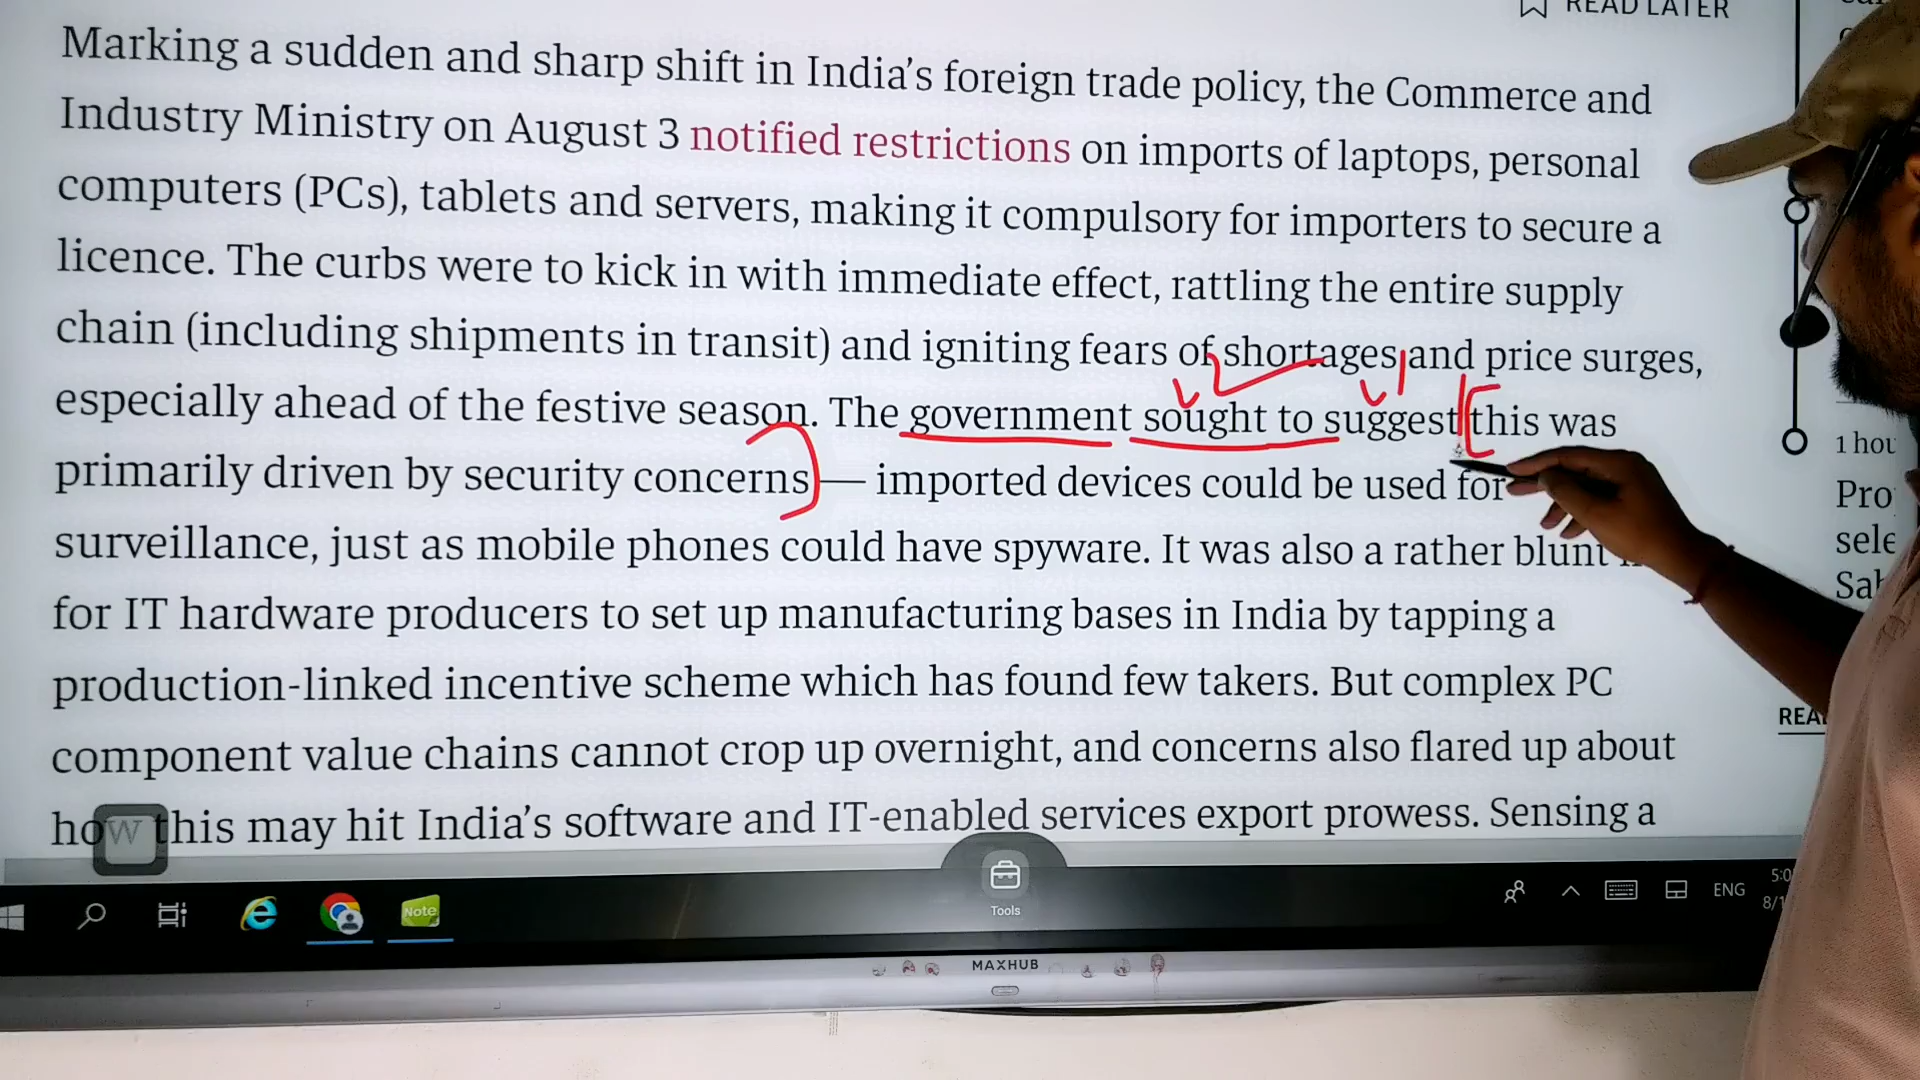 READ LATER
Marking a sudden and sharp shift in India's foreign trade policy, the Commerce and
Industry Ministry on August 3 notified restrictions on imports of laptops, personal
computers (PCs), tablets and servers, making it compulsory for importers to secure a
licence. The curbs were to kick in with immediate effect, rattling the entire supply
chain (including shipments in transit) and igniting fears of shortages and price surges,
especially ahead of the festive season. The government sought to suggest this was
primarily driven by security concerns — imported devices could be used for
surveillance, just as mobile phones could have spyware. It was also a rather blunt
for IT hardware producers to set up manufacturing bases in India by tapping a
production-linked incentive scheme which has found few takers. But complex PC
component value chains cannot crop up overnight, and concerns also flared up about
how this may hit India's software and IT-enabled services export prowess. Sensing a
1 hou
Pro
sele
Sal
REA
Note
Tools
ENG
5:0
8/1
MAXHUB